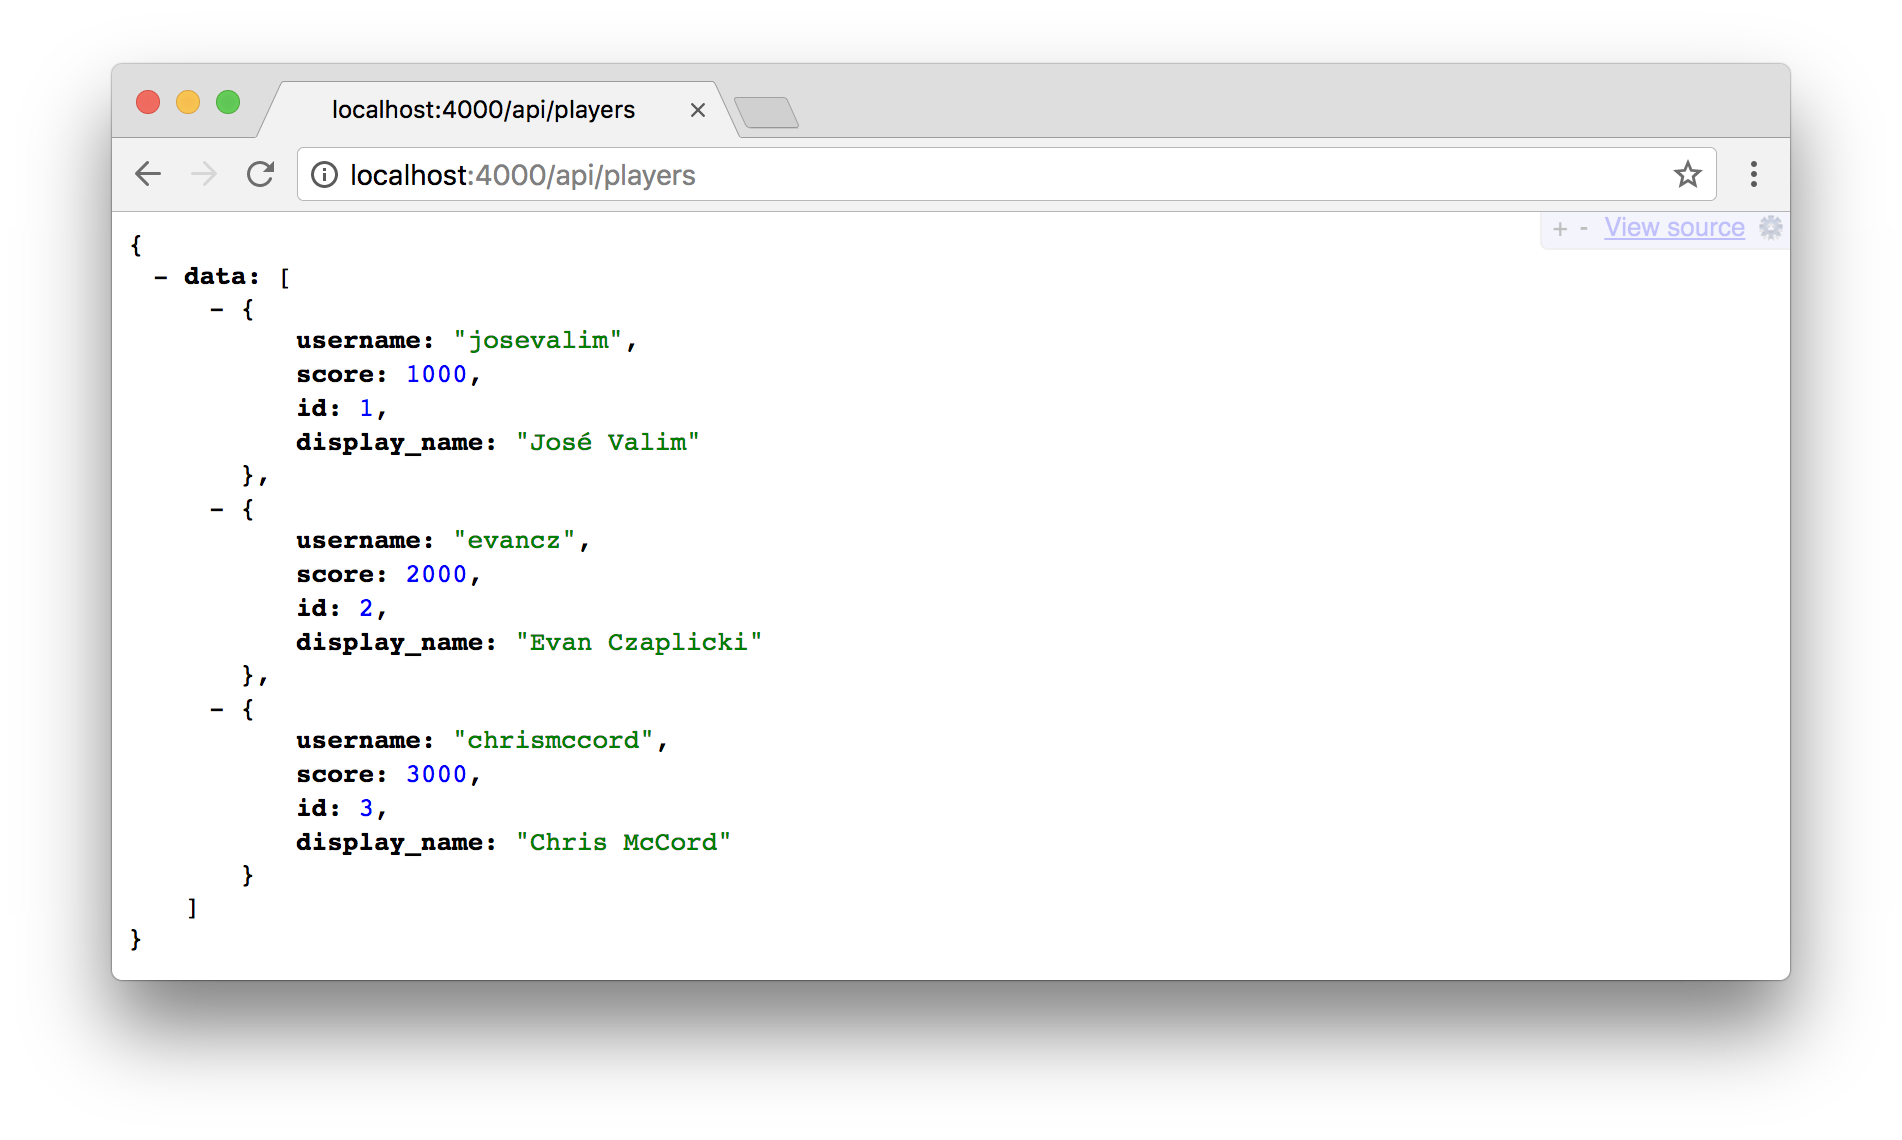 localhost:4000/api/players
localhost:4000/api/players
+ - View source
{
- data: [
- {
username: "josevalim",
score: 1000,
id: 1,
display_name: "José Valim"
},
- {
username: "evancz",
score: 2000,
id: 2,
display_name: "Evan Czaplicki"
},
- {
username: "chrismccord",
score: 3000,
id: 3,
display_name: "Chris McCord"
}
]
}